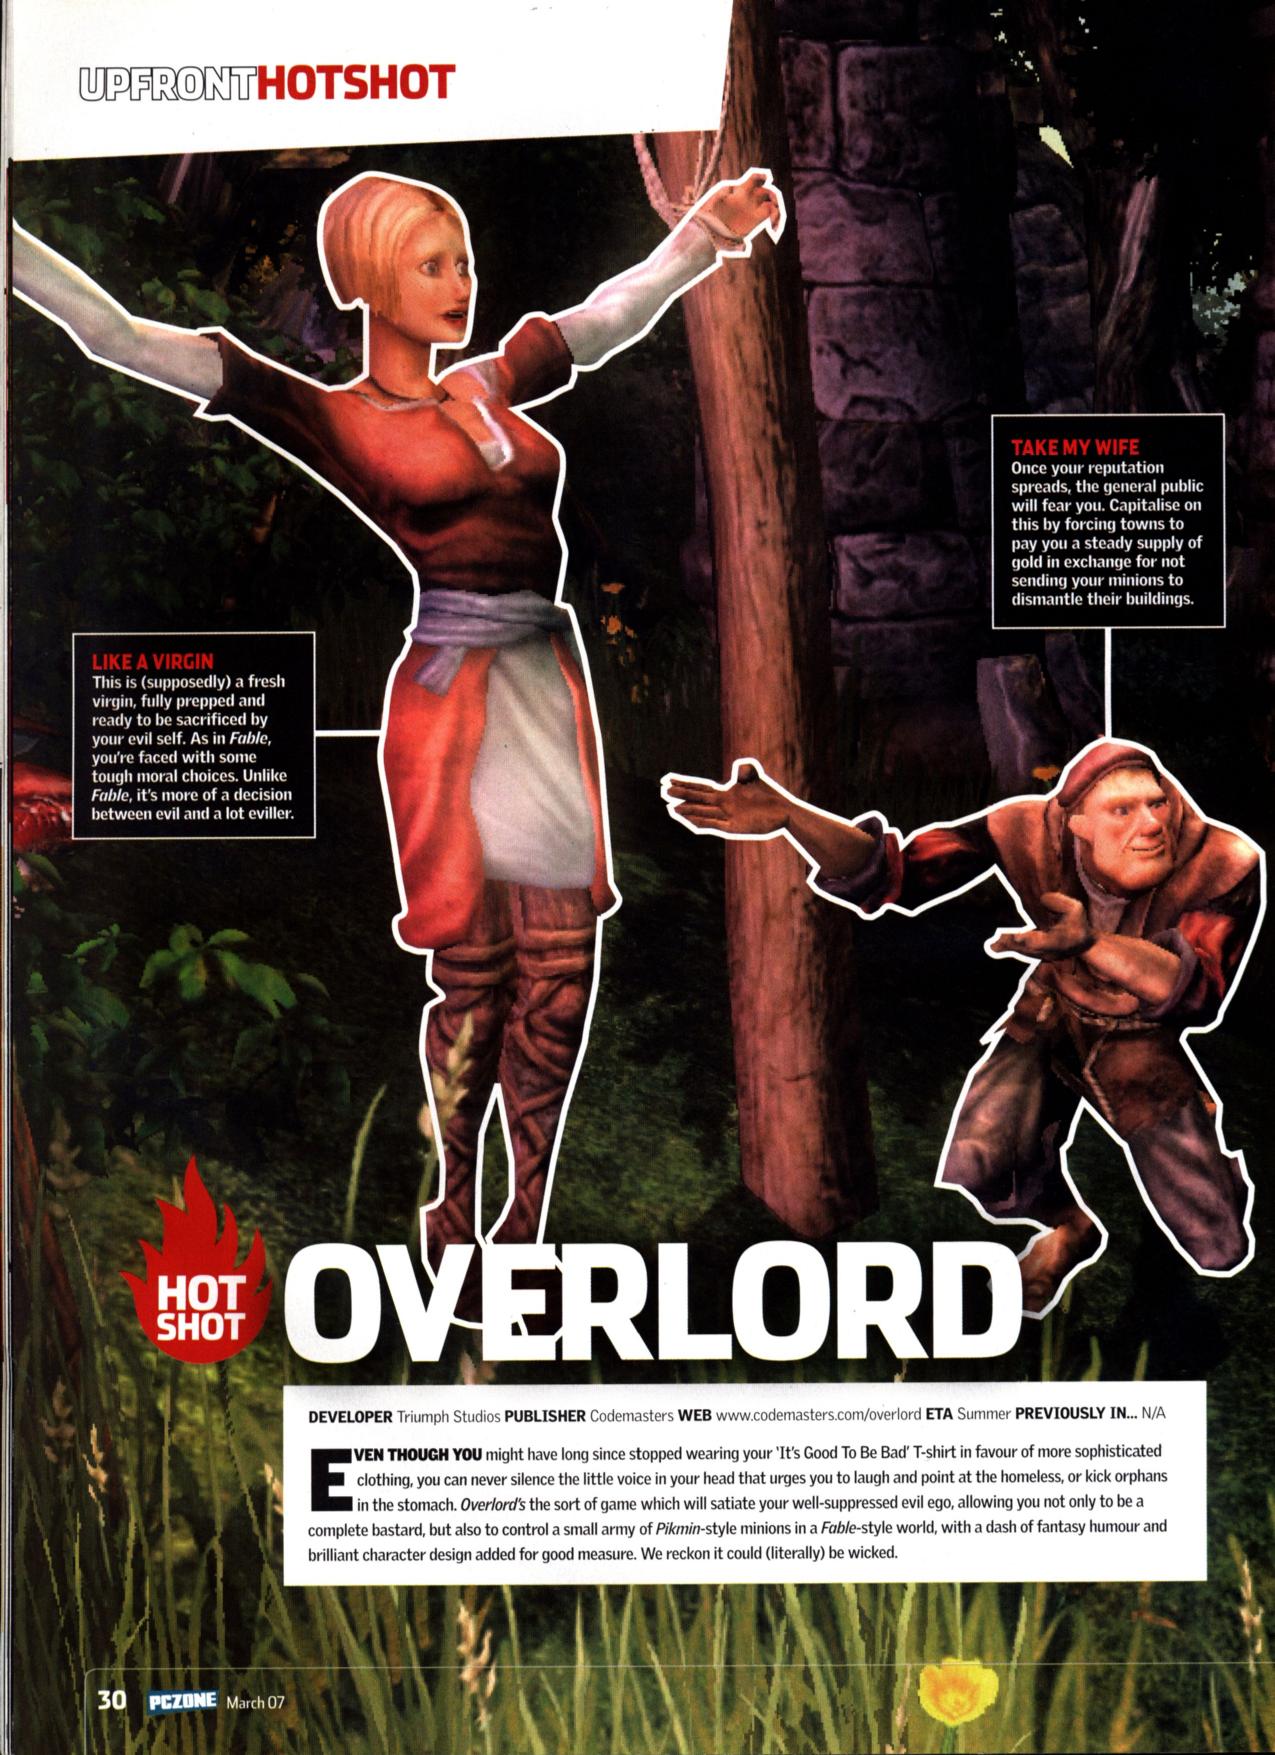 UPFRONTHOTSHOT
TAKE MY WIFE
Once your reputation
spreads, the general public
will fear you. Capitalise on
this by forcing towns to
pay you a steady supply of
gold in exchange for not
sending your minions to
dismantle their buildings.
LIKE A VIRGIN
This is (supposedly) a fresh
virgin, fully prepped and
ready to be sacrificed by
your evil self. As in Fable,
you're faced with some
tough moral choices. Unlike
Fable, it's more of a decision
between evil and a lot eviller.
HOT
SHOT
OVERLORD
DEVELOPER Triumph Studios PUBLISHER Codemasters WEB www.codemasters.com/overlord ETA Summer PREVIOUSLY IN... N/A
EVEN THOUGH YOU might have long since stopped wearing your 'It's Good To Be Bad' T-shirt in favour of more sophisticated
clothing, you can never silence the little voice in your head that urges you to laugh and point at the homeless, or kick orphans
in the stomach. Overlord's the sort of game which will satiate your well-suppressed evil ego, allowing you not only to be a
complete bastard, but also to control a small army of Pikmin-style minions in a Fable-style world, with a dash of fantasy humour and
brilliant character design added for good measure. We reckon it could (literally) be wicked.
30 PCZONE March 07